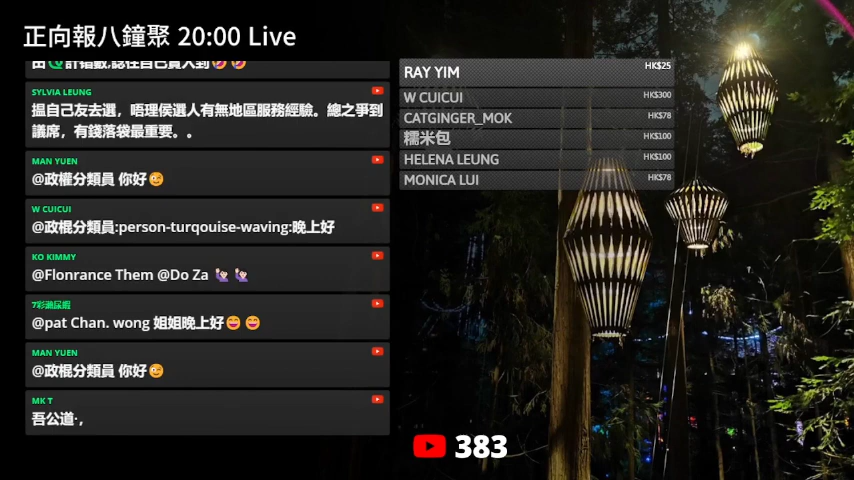 正向報八鐘聚 20:00 Live
SYLVIA LEUNG
搵自己友去選，唔理侯選人有無地區服務經驗。總之爭到
議席，有錢落袋最重要。。
MAN YUEN
@政權分類員 你好😉
W CUICUI
@政棍分類員:person-turqouise-waving:晚上好
KO KIMMY
@Flonrance Them @Do Za 🙋🏻‍♀️ 🙋🏻‍♀️
@pat Chan. wong 姐姐晚上好😄 😄
MAN YUEN
@政棍分類員 你好😉
MK T
吾公道·,
RAY YIM HK$25
W CUICUI HK$300
CATGINGER_MOK HK$78
糯米包 HK$100
HELENA LEUNG HK$100
MONICA LUI HK$78
383